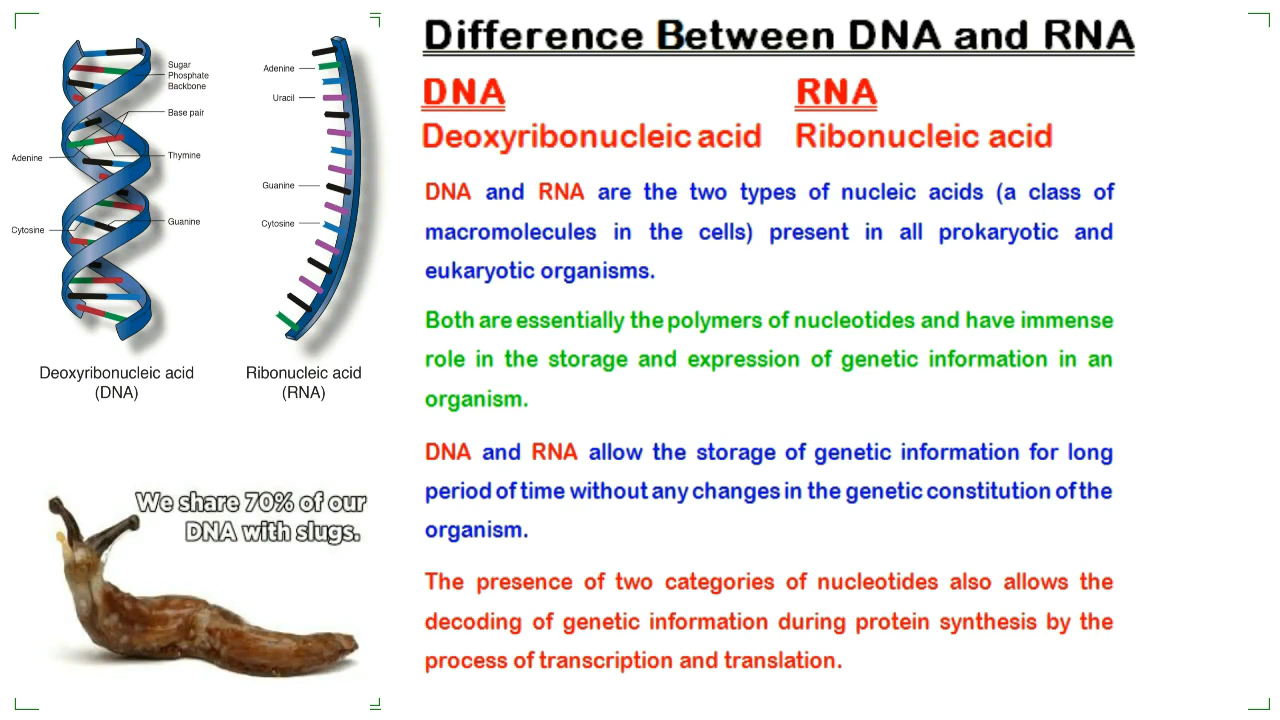 Sugar
Phosphate
Backbone
Base pair
Adenine
Thymine
Cytosine
Guanine
Deoxyribonucleic acid
(DNA)
Adenine
Uracil
Guanine
Cytosine
Ribonucleic acid
(RNA)
We share 70% of our
DNA with slugs.
Difference Between DNA and RNA
DNA
RNA
Deoxyribonucleic acid
Ribonucleic acid
DNA and RNA are the two types of nucleic acids (a class of
macromolecules in the cells) present in all prokaryotic and
eukaryotic organisms.
Both are essentially the polymers of nucleotides and have immense
role in the storage and expression of genetic information in an
organism.
DNA and RNA allow the storage of genetic information for long
period of time without any changes in the genetic constitution of the
organism.
The presence of two categories of nucleotides also allows the
decoding of genetic information during protein synthesis by the
process of transcription and translation.